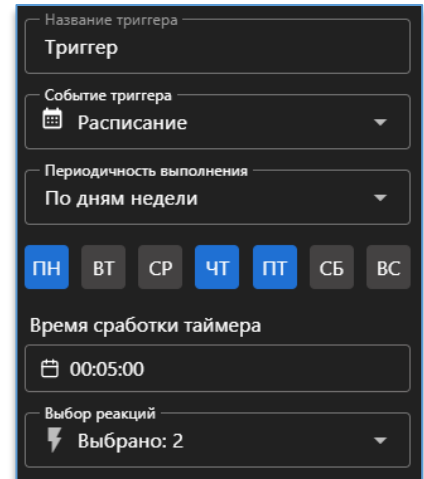 Название триггера
Триггер
Событие триггера
Расписание
Периодичность выполнения
По дням недели
ПН ВТ СР ЧТ ПТ СБ ВС
Время сработки таймера
00:05:00
Выбор реакций
Выбрано: 2